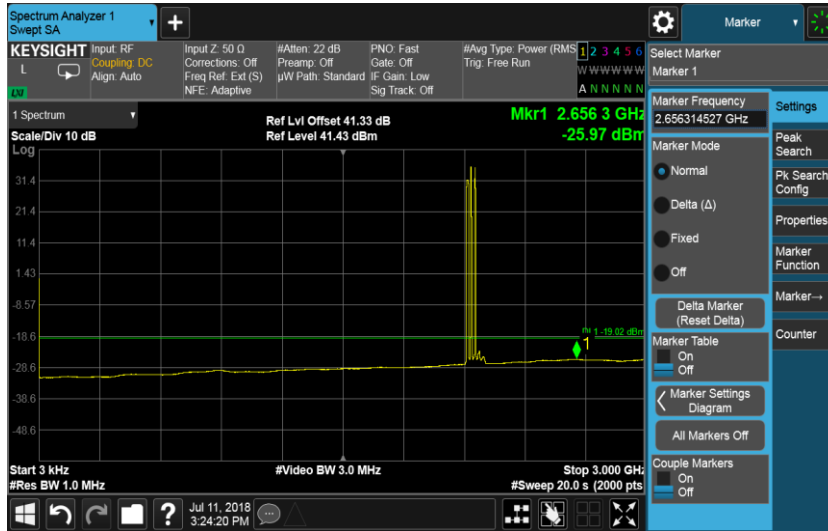 Spectrum Analyzer 1
Swept SA
Marker
KEYSIGHT
L
LXI
Input: RF
Coupling: DC
Align: Auto
Input Z: 50 Ω
Corrections: Off
Freq Ref: Ext (S)
NFE: Adaptive
#Atten: 22 dB
Preamp: Off
µW Path: Standard
PNO: Fast
Gate: Off
IF Gain: Low
Sig Track: Off
#Avg Type: Power (RMS
Trig: Free Run
1 2 3 4 5 6
W W W W W W
A N N N N N
1 Spectrum
Scale/Div 10 dB
Log
Ref Lvl Offset 41.33 dB
Ref Level 41.43 dBm
Mkr1 2.656 3 GHz
-25.97 dBm
31.4
21.4
11.4
1.43
-8.57
-18.6
-28.6
-38.6
-48.6
1 -19.02 dBm
1
Start 3 kHz
#Res BW 1.0 MHz
#Video BW 3.0 MHz
Stop 3.000 GHz
#Sweep 20.0 s (2000 pts
Select Marker
Marker 1
Marker Frequency
2.656314527 GHz
Marker Mode
Normal
Delta (Δ)
Fixed
Off
Delta Marker
(Reset Delta)
Marker Table
On
Off
Marker Settings
Diagram
All Markers Off
Couple Markers
On
Off
Settings
Peak
Search
Pk Search
Config
Properties
Marker
Function
Marker→
Counter
?
Jul 11, 2018
3:24:20 PM